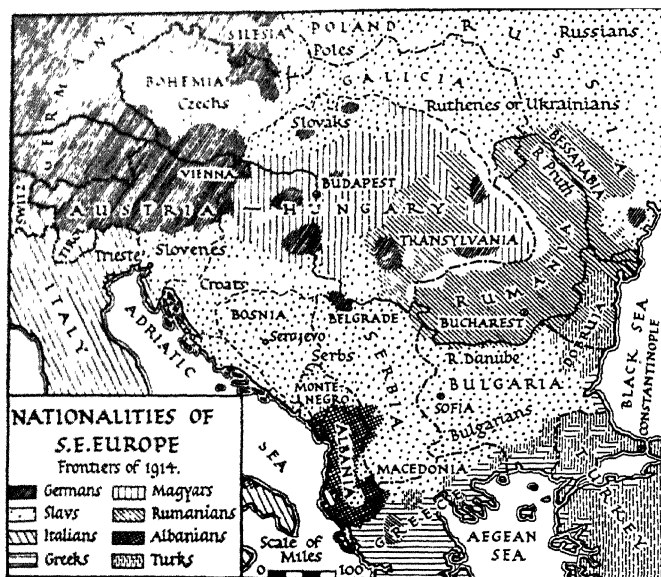 GERMANY
SILESIA
POLAND
Poles
RUSSIA
Russians
BOHEMIA
Czechs
GALICIA
Ruthenes or Ukrainians
Slovaks
BESSARABIA
R. Pruth
VIENNA
BUDAPEST
SWITZ
AUSTRIA—HUNGARY
TRANSYLVANIA
Trieste
Slovenes
Croats
RUMANIA
ITALY
ADRIATIC
SEA
BOSNIA
Serajevo
BELGRADE
BUCHAREST
DOBRUJA
Serbs
SERBIA
R. Danube
BLACK SEA
MONTE
NEGRO
BULGARIA
SOFIA
Bulgarians
CONSTANTINOPLE
ALBANIA
MACEDONIA
GREECE
TURKEY
AEGEAN
SEA
NATIONALITIES OF
S.E. EUROPE
Frontiers of 1914.
Germans Magyars
Slavs Rumanians
Italians Albanians
Greeks Turks
Scale of
Miles
0 100